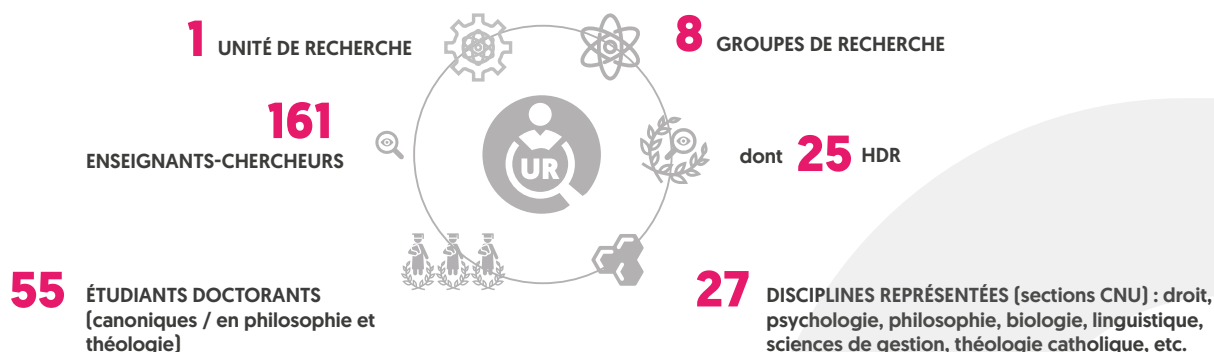 1 UNITÉ DE RECHERCHE
8 GROUPES DE RECHERCHE
161
ENSEIGNANTS-CHERCHEURS
UR
dont 25 HDR
55 ÉTUDIANTS DOCTORANTS
(canoniques / en philosophie et
théologie)
27 DISCIPLINES REPRÉSENTÉES (sections CNU) : droit,
psychologie, philosophie, biologie, linguistique,
sciences de gestion, théologie catholique, etc.